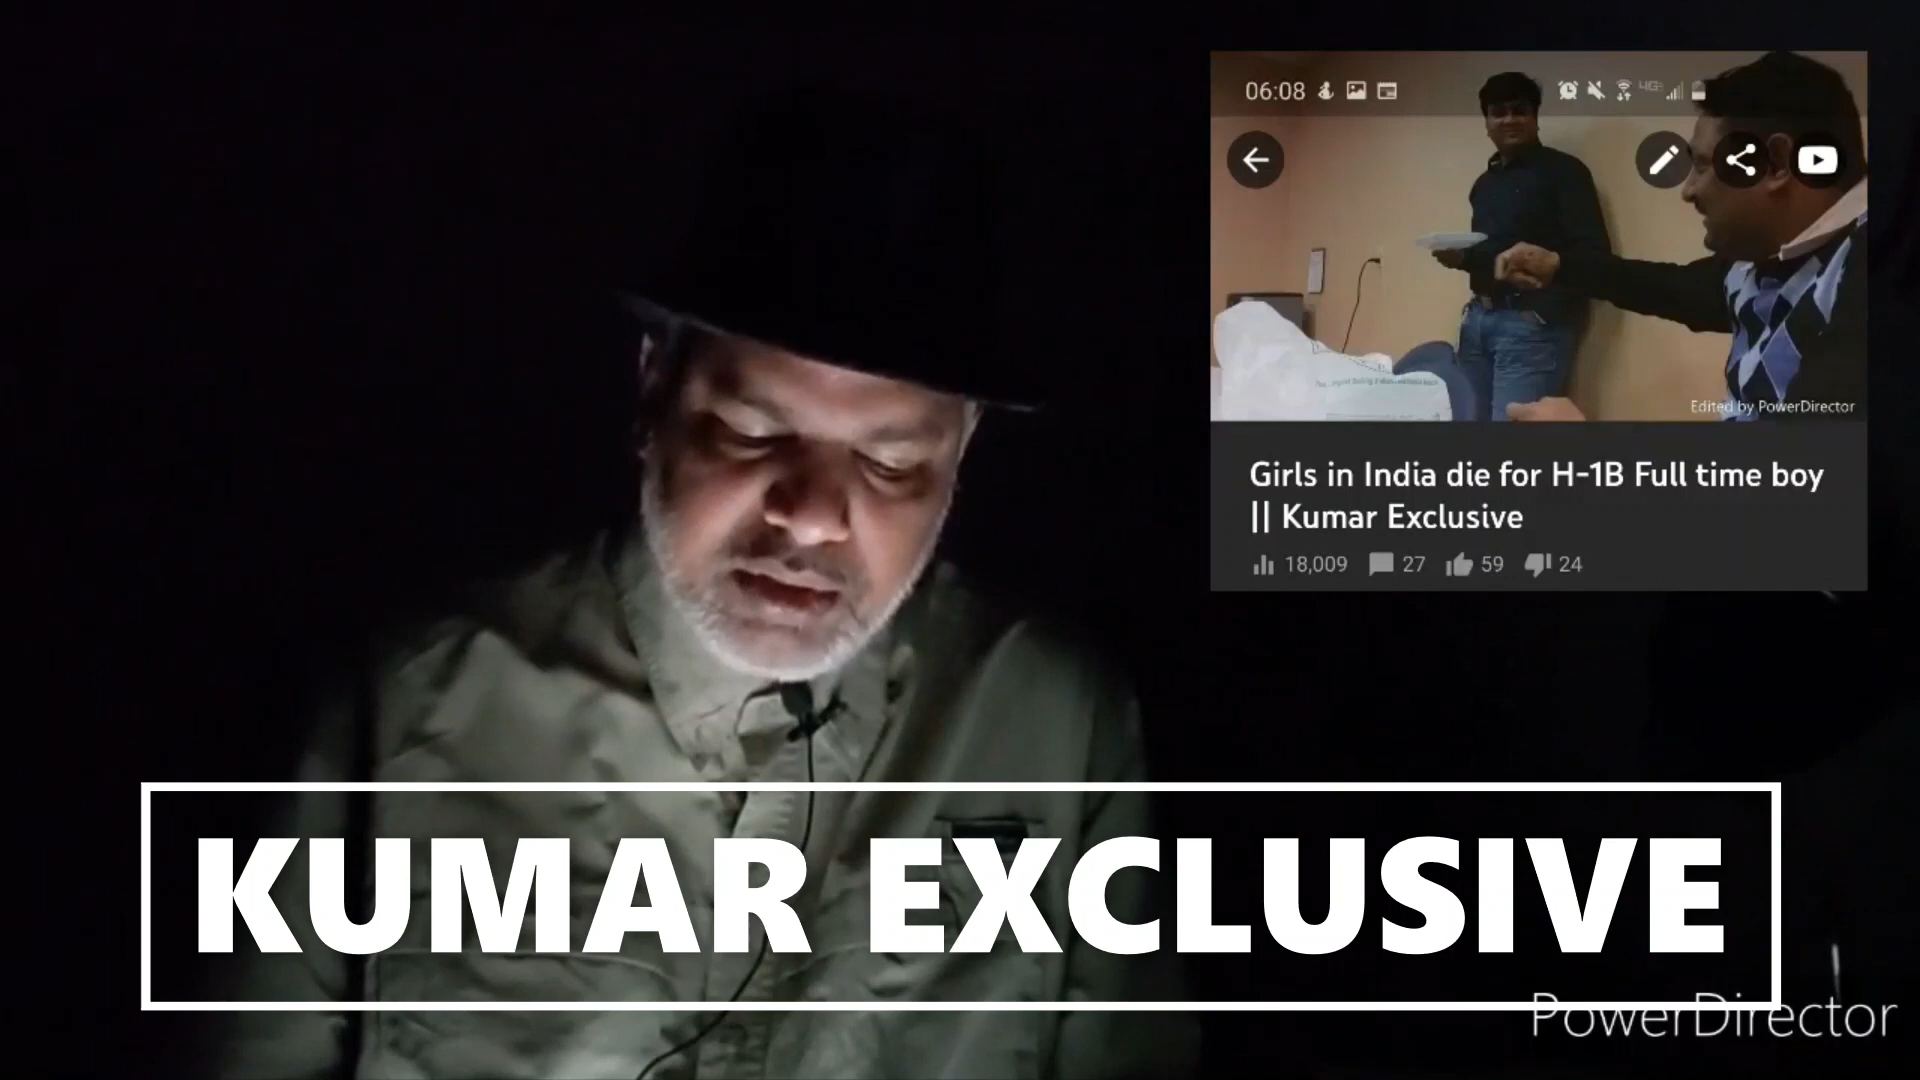 06:08
4GE
Edited by PowerDirector
Girls in India die for H-1B Full time boy
|| Kumar Exclusive
18,009 27 59 24
KUMAR EXCLUSIVE
PowerDirector